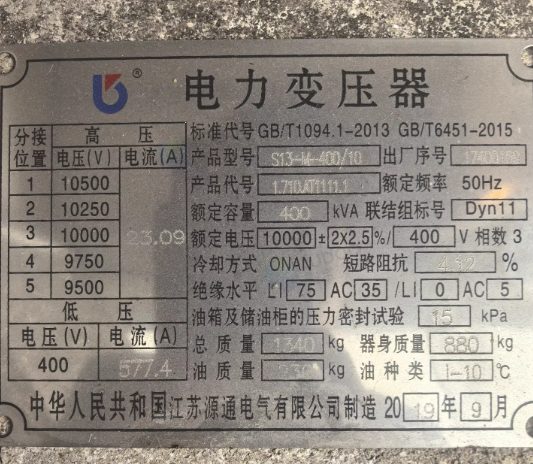 ®
电力变压器
标准代号 GB/T1094.1-2013 GB/T6451-2015
分接位置 高压
电压(V) 电流(A)
1 10500
2 10250
3 10000 23.09
4 9750
5 9500
低压
电压(V) 电流(A)
400 577.4
产品型号 S13-M-400/10 出厂序号
产品代号 1.710.4T1111.1 额定频率 50Hz
额定容量 400 kVA 联结组标号 Dyn11
额定电压 10000±2X2.5%/400 V 相数 3
冷却方式 ONAN 短路阻抗 %
绝缘水平 LI 75 AC 35 /LI 0 AC 5
油箱及储油柜的压力密封试验 15 kPa
总质量 1340 kg 器身质量 880 kg
油质量 kg 油种类 I-10 ℃
中华人民共和国江苏源通电气有限公司制造 2019年9月